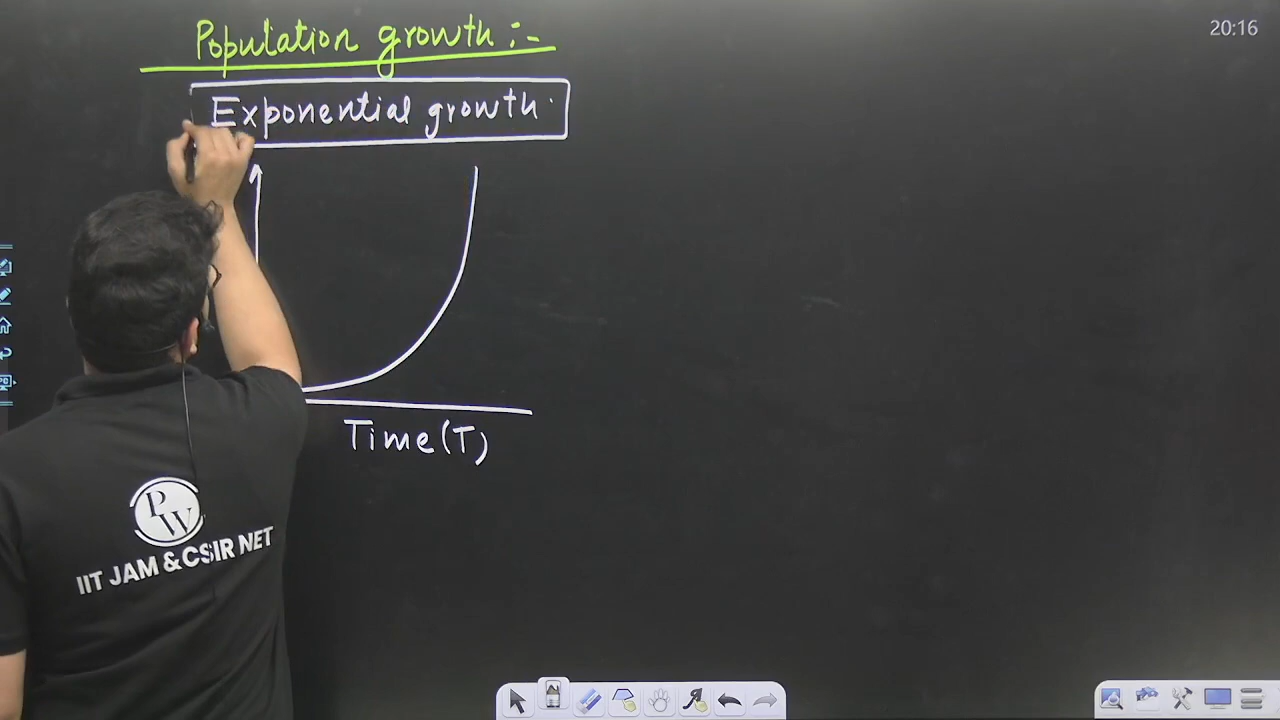 Population growth :-
20:16
Exponential growth.
Time(T)
PW
IIT JAM & CSIR NET